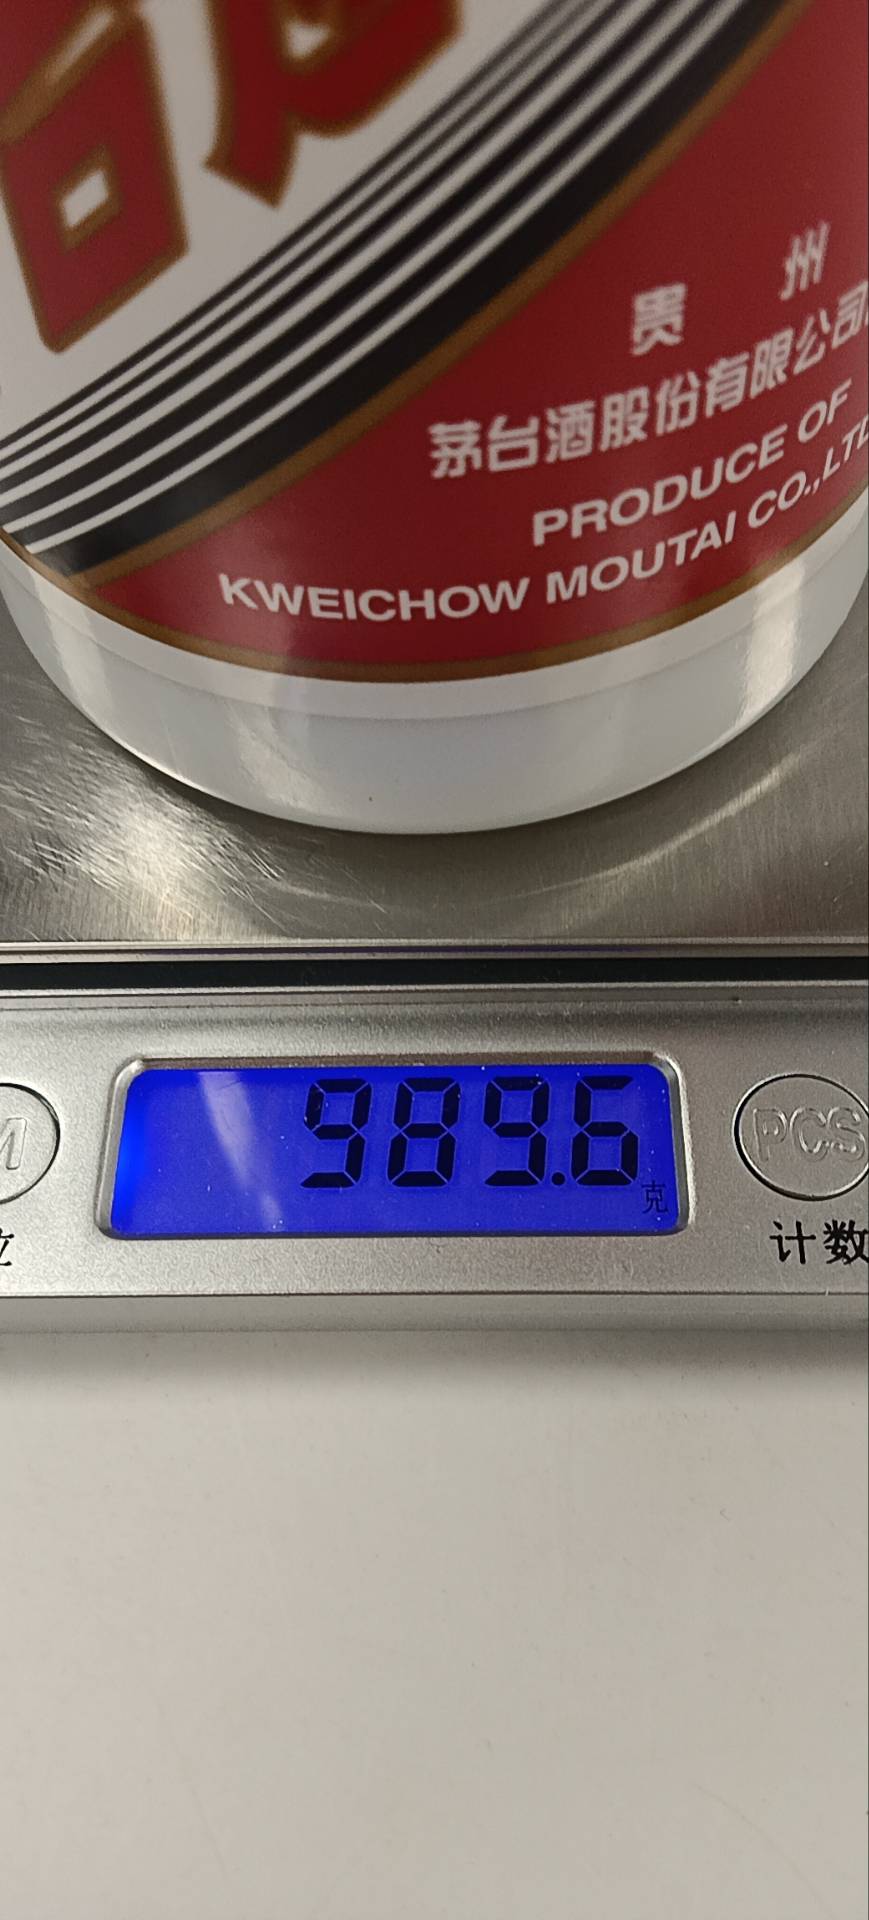 贵 州
茅台酒股份有限公司
PRODUCE OF
KWEICHOW MOUTAI CO.,LTD
989.6
克
PCS
计数